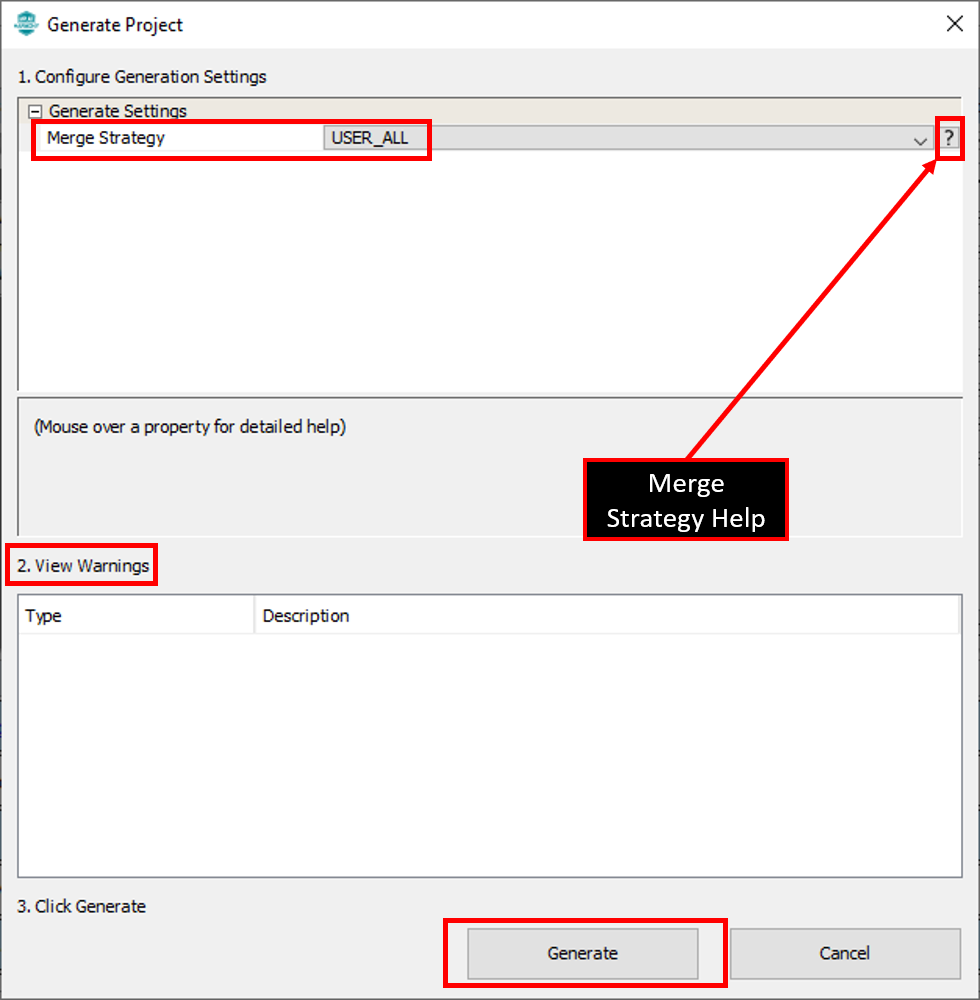 Generate Project
1. Configure Generation Settings
Generate Settings
Merge Strategy USER_ALL ?
(Mouse over a property for detailed help)
Merge
Strategy Help
2. View Warnings
Type Description
3. Click Generate
Generate Cancel